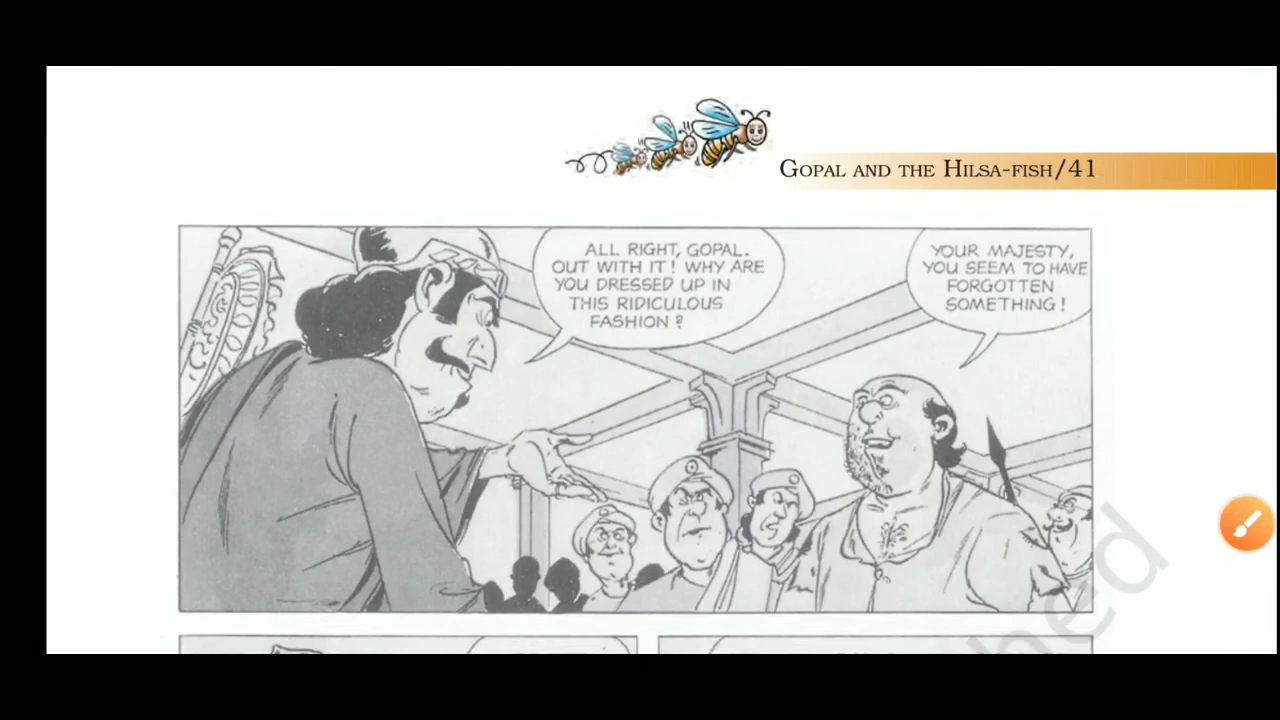 GOPAL AND THE HILSA-FISH/41
ALL RIGHT, GOPAL.
OUT WITH IT! WHY ARE
YOU DRESSED UP IN
THIS RIDICULOUS
FASHION?
YOUR MAJESTY,
YOU SEEM TO HAVE
FORGOTTEN
SOMETHING!
hed